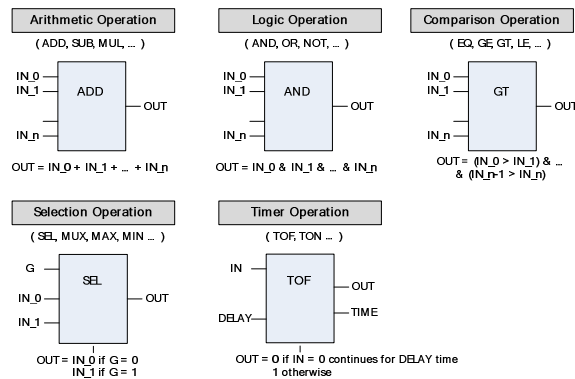 Arithmetic Operation
( ADD, SUB, MUL, ... )
IN_0
IN_1
IN_n
ADD
OUT
OUT = IN_0 + IN_1 + ... + IN_n
Logic Operation
( AND, OR, NOT, ... )
IN_0
IN_1
IN_n
AND
OUT
OUT = IN_0 & IN_1 & ... & IN_n
Comparison Operation
( EQ, GE, GT, LE, ... )
IN_0
IN_1
IN_n
GT
OUT
OUT = (IN_0 > IN_1) & ...
& (IN_n-1 > IN_n)
Selection Operation
( SEL, MUX, MAX, MIN ... )
G
IN_0
IN_1
SEL
OUT
OUT = IN_0 if G = 0
IN_1 if G = 1
Timer Operation
( TOF, TON ... )
IN
DELAY
TOF
OUT
TIME
OUT = 0 if IN = 0 continues for DELAY time
1 otherwise